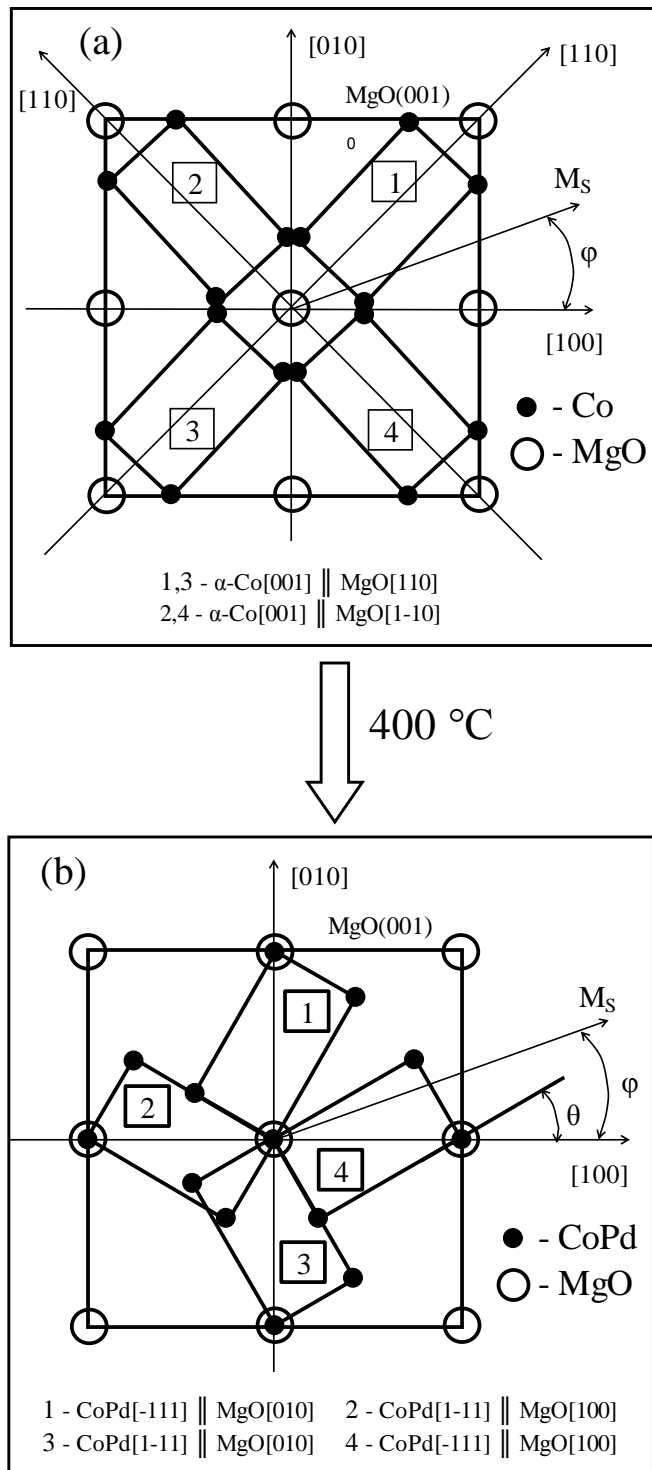 (a)
[010]
[110]
[110]
MgO(001)
0
2
1
M_S
φ
[100]
3
4
● - Co
○ - MgO
1,3 - α-Co[001] ∥ MgO[110]
2,4 - α-Co[001] ∥ MgO[1-10]
400 °C
(b)
[010]
MgO(001)
1
M_S
2
θ
φ
4
[100]
3
● - CoPd
○ - MgO
1 - CoPd[-111] ∥ MgO[010] 2 - CoPd[1-11] ∥ MgO[100]
3 - CoPd[1-11] ∥ MgO[010] 4 - CoPd[-111] ∥ MgO[100]